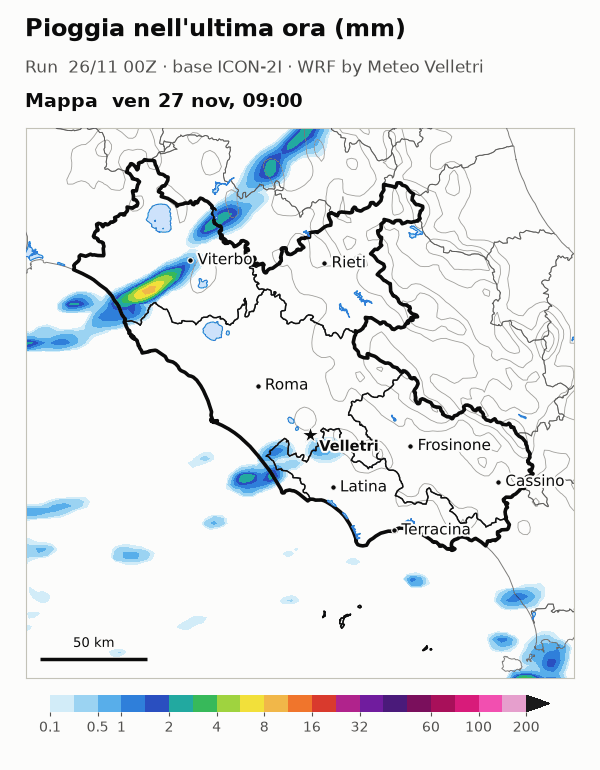 Pioggia nell'ultima ora (mm)
Run  26/11 00Z · base ICON-2I · WRF by Meteo Velletri
Mappa  ven 27 nov, 09:00
Viterbo
Rieti
Roma
Velletri
Frosinone
Latina
Cassino
Terracina
50 km
0.1 0.5 1 2 4 8 16 32 60 100 200